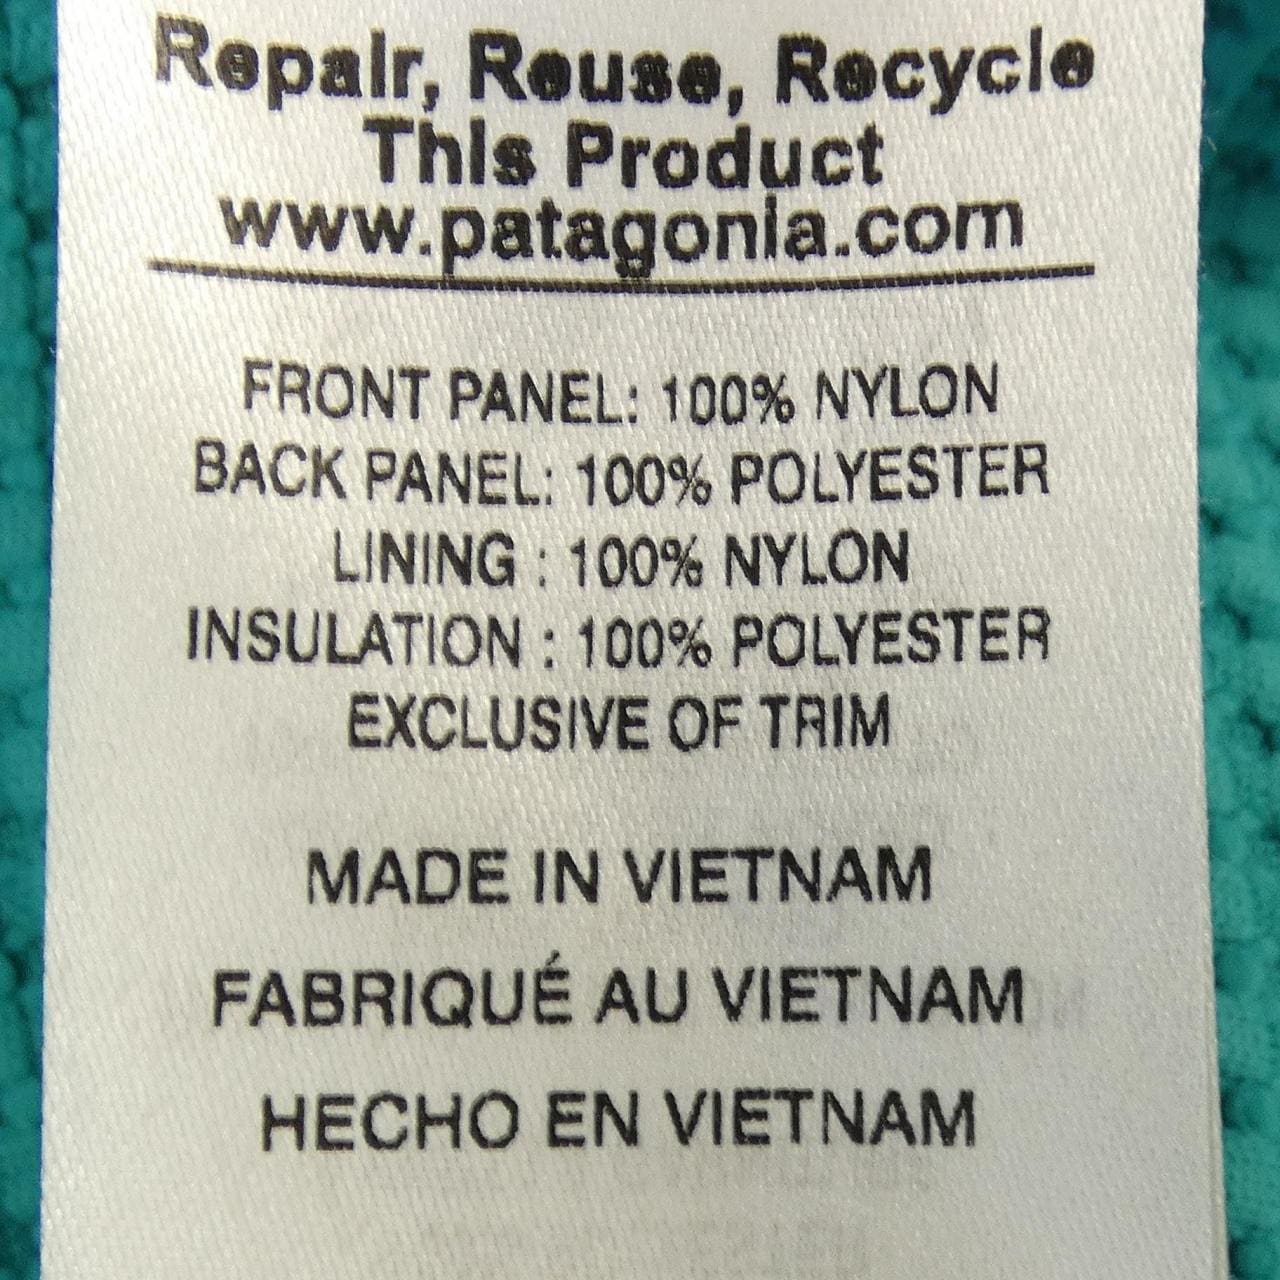 Repair, Reuse, Recycle
This Product
www.patagonia.com
FRONT PANEL: 100% NYLON
BACK PANEL: 100% POLYESTER
LINING : 100% NYLON
INSULATION : 100% POLYESTER
EXCLUSIVE OF TRIM
MADE IN VIETNAM
FABRIQUÉ AU VIETNAM
HECHO EN VIETNAM